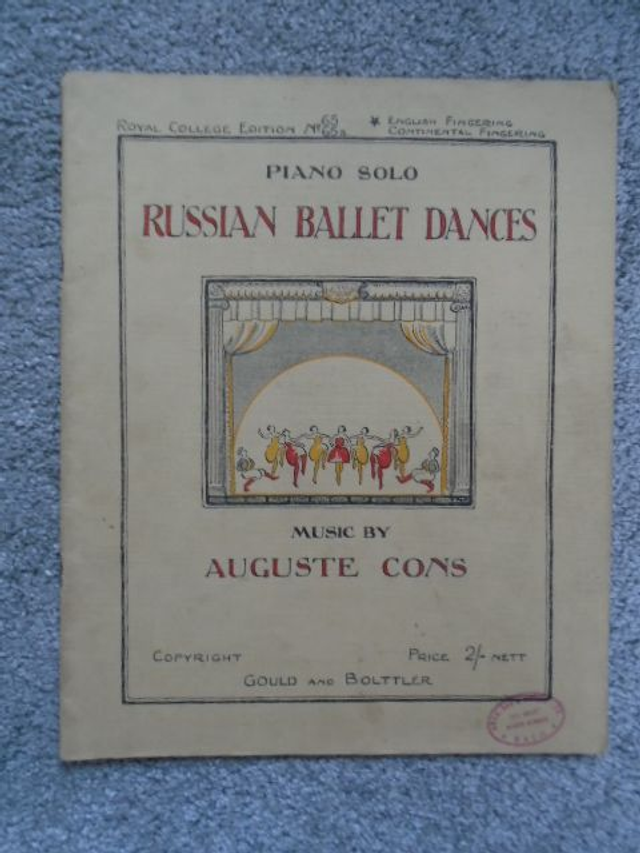 ROYAL COLLEGE EDITION No 65
65a
★ ENGLISH FINGERING
CONTINENTAL FINGERING
PIANO SOLO
RUSSIAN BALLET DANCES
MUSIC BY
AUGUSTE CONS
COPYRIGHT
PRICE 2/- NETT
GOULD AND BOLTTLER